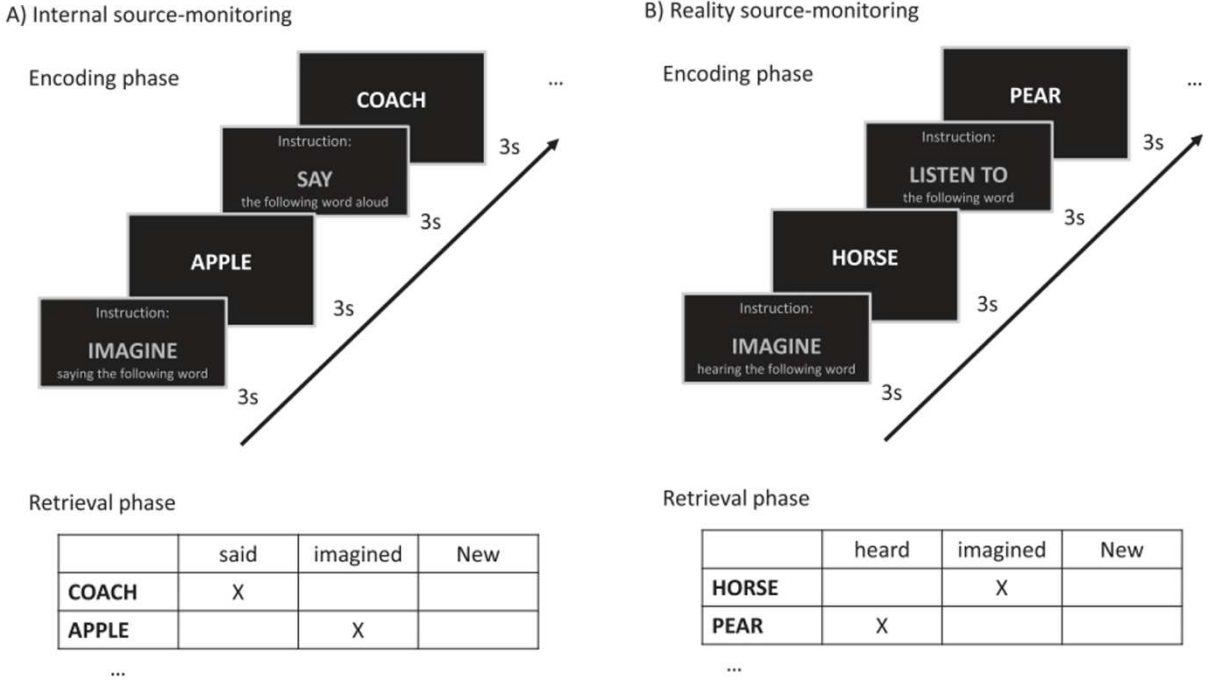 A) Internal source-monitoring
Encoding phase
...
COACH
3s
Instruction:
SAY
the following word aloud
3s
APPLE
3s
Instruction:
IMAGINE
saying the following word
3s
Retrieval phase
said imagined New
COACH X
APPLE X
...
B) Reality source-monitoring
Encoding phase
...
PEAR
3s
Instruction:
LISTEN TO
the following word
3s
HORSE
3s
Instruction:
IMAGINE
hearing the following word
3s
Retrieval phase
heard imagined New
HORSE X
PEAR X
...